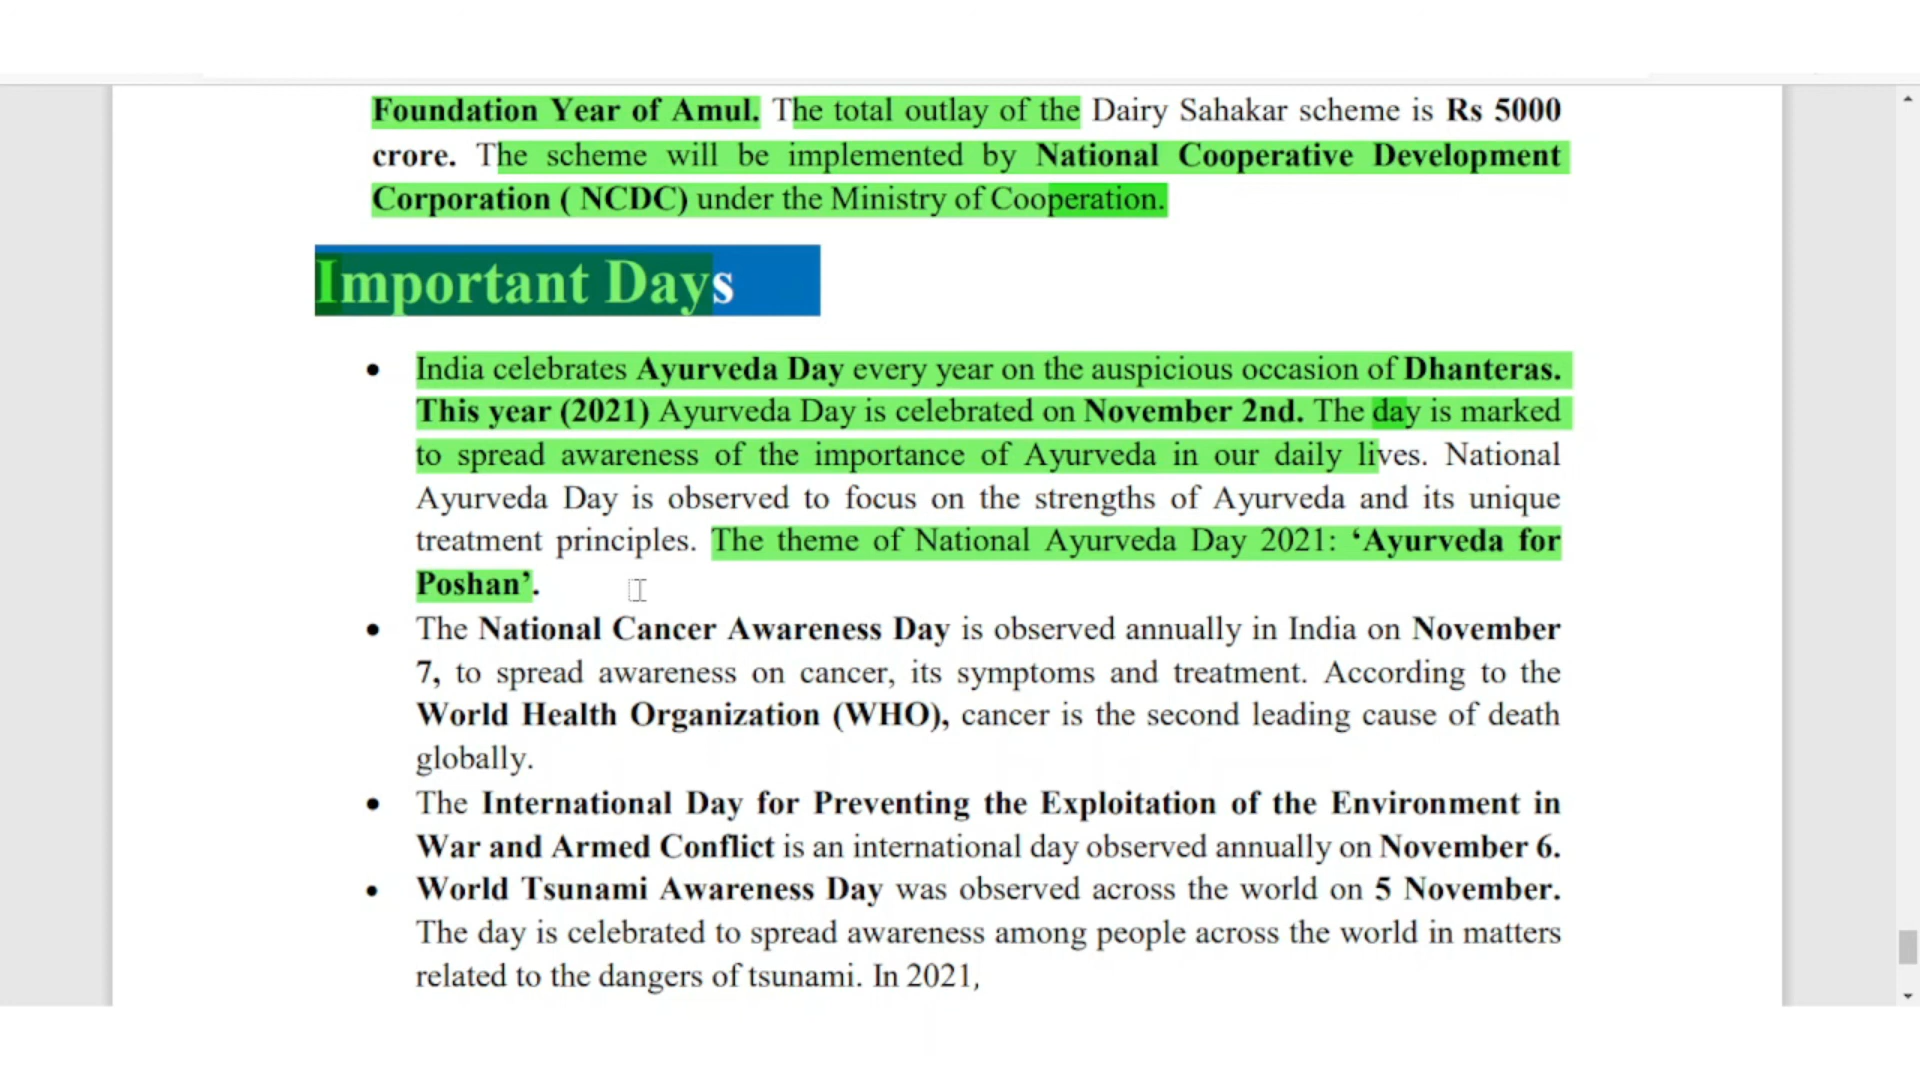 Foundation Year of Amul. The total outlay of the Dairy Sahakar scheme is Rs 5000
crore. The scheme will be implemented by National Cooperative Development
Corporation ( NCDC) under the Ministry of Cooperation.
Important Days
• India celebrates Ayurveda Day every year on the auspicious occasion of Dhanteras.
This year (2021) Ayurveda Day is celebrated on November 2nd. The day is marked
to spread awareness of the importance of Ayurveda in our daily lives. National
Ayurveda Day is observed to focus on the strengths of Ayurveda and its unique
treatment principles. The theme of National Ayurveda Day 2021: ‘Ayurveda for
Poshan’.
• The National Cancer Awareness Day is observed annually in India on November
7, to spread awareness on cancer, its symptoms and treatment. According to the
World Health Organization (WHO), cancer is the second leading cause of death
globally.
• The International Day for Preventing the Exploitation of the Environment in
War and Armed Conflict is an international day observed annually on November 6.
• World Tsunami Awareness Day was observed across the world on 5 November.
The day is celebrated to spread awareness among people across the world in matters
related to the dangers of tsunami. In 2021,